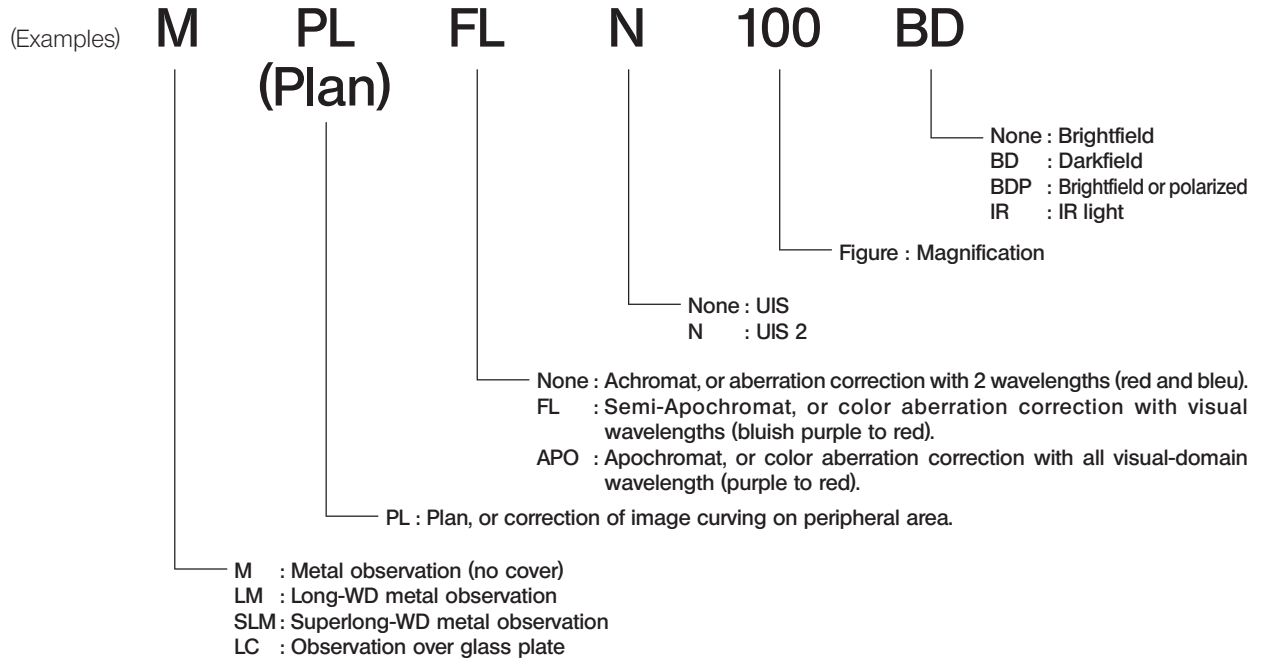 (Examples) M PL FL N 100 BD
(Plan)
None : Brightfield
BD : Darkfield
BDP : Brightfield or polarized
IR : IR light
Figure : Magnification
None : UIS
N : UIS 2
None : Achromat, or aberration correction with 2 wavelengths (red and bleu).
FL : Semi-Apochromat, or color aberration correction with visual
wavelengths (bluish purple to red).
APO : Apochromat, or color aberration correction with all visual-domain
wavelength (purple to red).
PL : Plan, or correction of image curving on peripheral area.
M : Metal observation (no cover)
LM : Long-WD metal observation
SLM : Superlong-WD metal observation
LC : Observation over glass plate